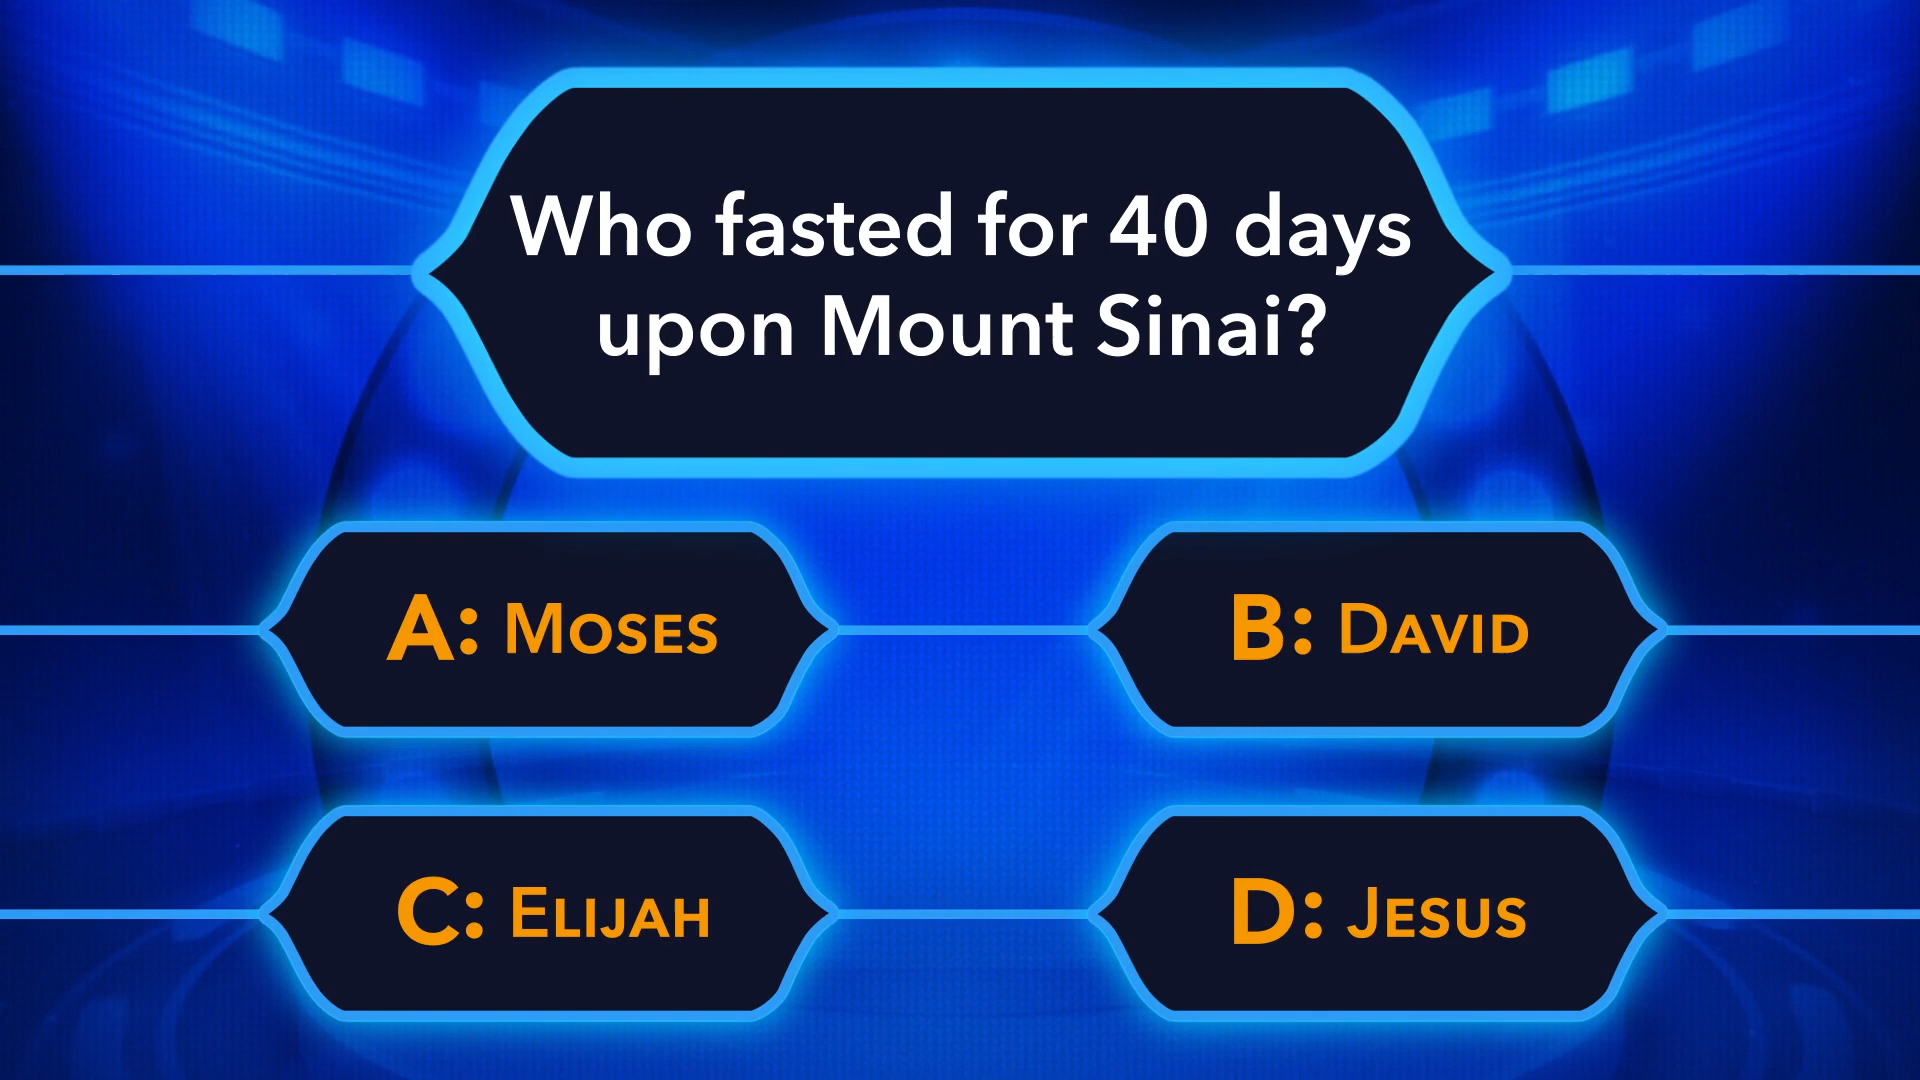 Who fasted for 40 days
upon Mount Sinai?
A: Moses
B: David
C: Elijah
D: Jesus